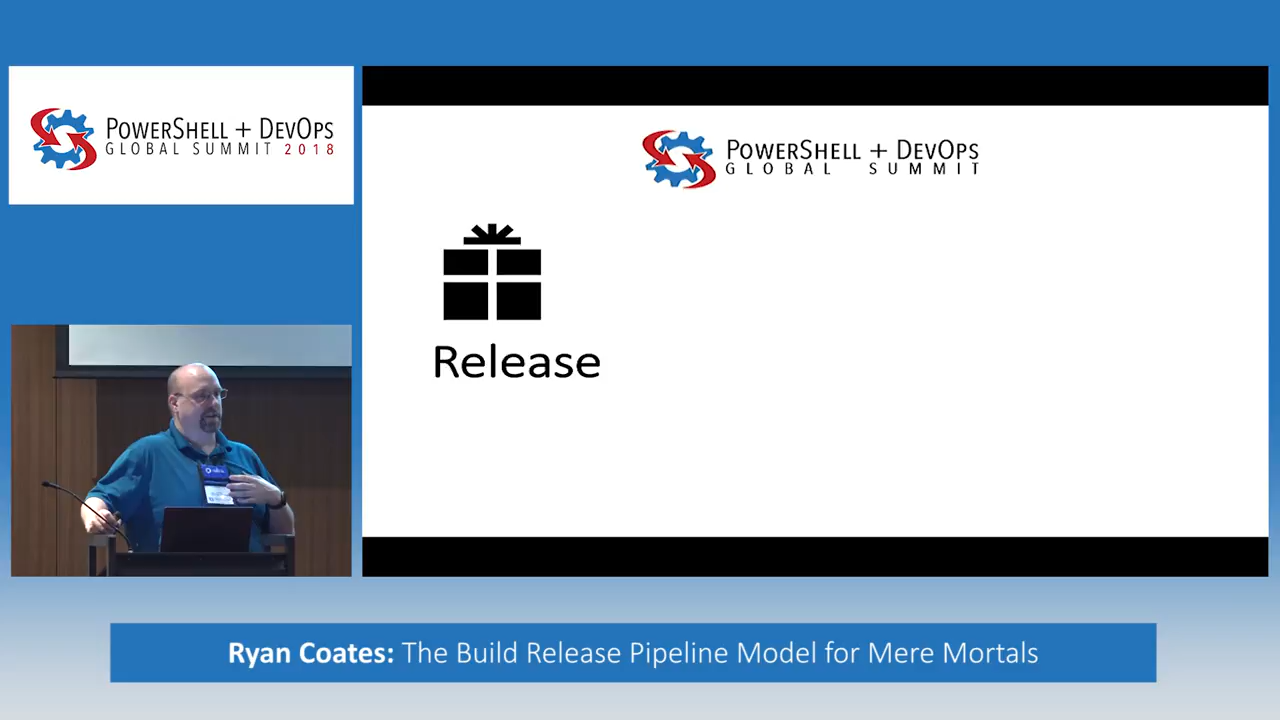 POWERSHELL + DEVOPS
GLOBAL SUMMIT 2018
POWERSHELL + DEVOPS
GLOBAL SUMMIT
Release
Ryan Coates: The Build Release Pipeline Model for Mere Mortals